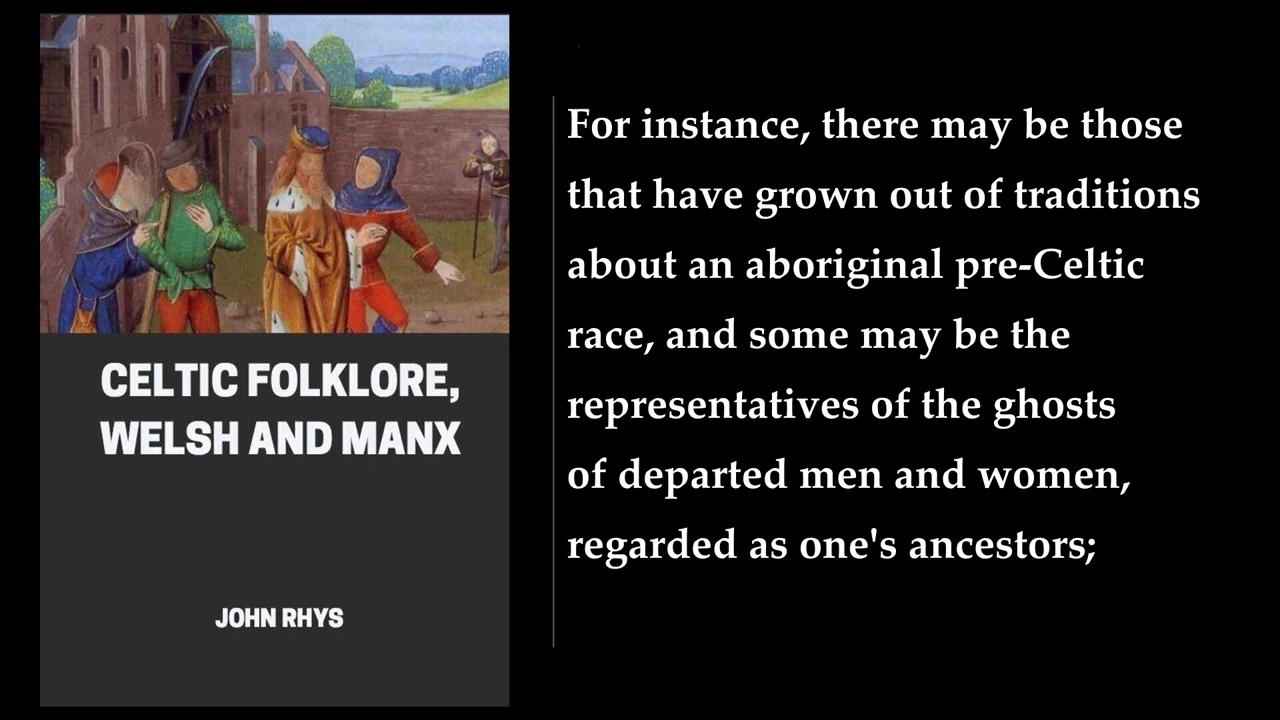 CELTIC FOLKLORE,
WELSH AND MANX
JOHN RHYS
For instance, there may be those
that have grown out of traditions
about an aboriginal pre-Celtic
race, and some may be the
representatives of the ghosts
of departed men and women,
regarded as one's ancestors;